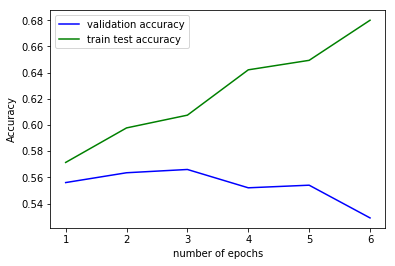 validation accuracy
train test accuracy
Accuracy
0.68
0.66
0.64
0.62
0.60
0.58
0.56
0.54
1 2 3 4 5 6
number of epochs